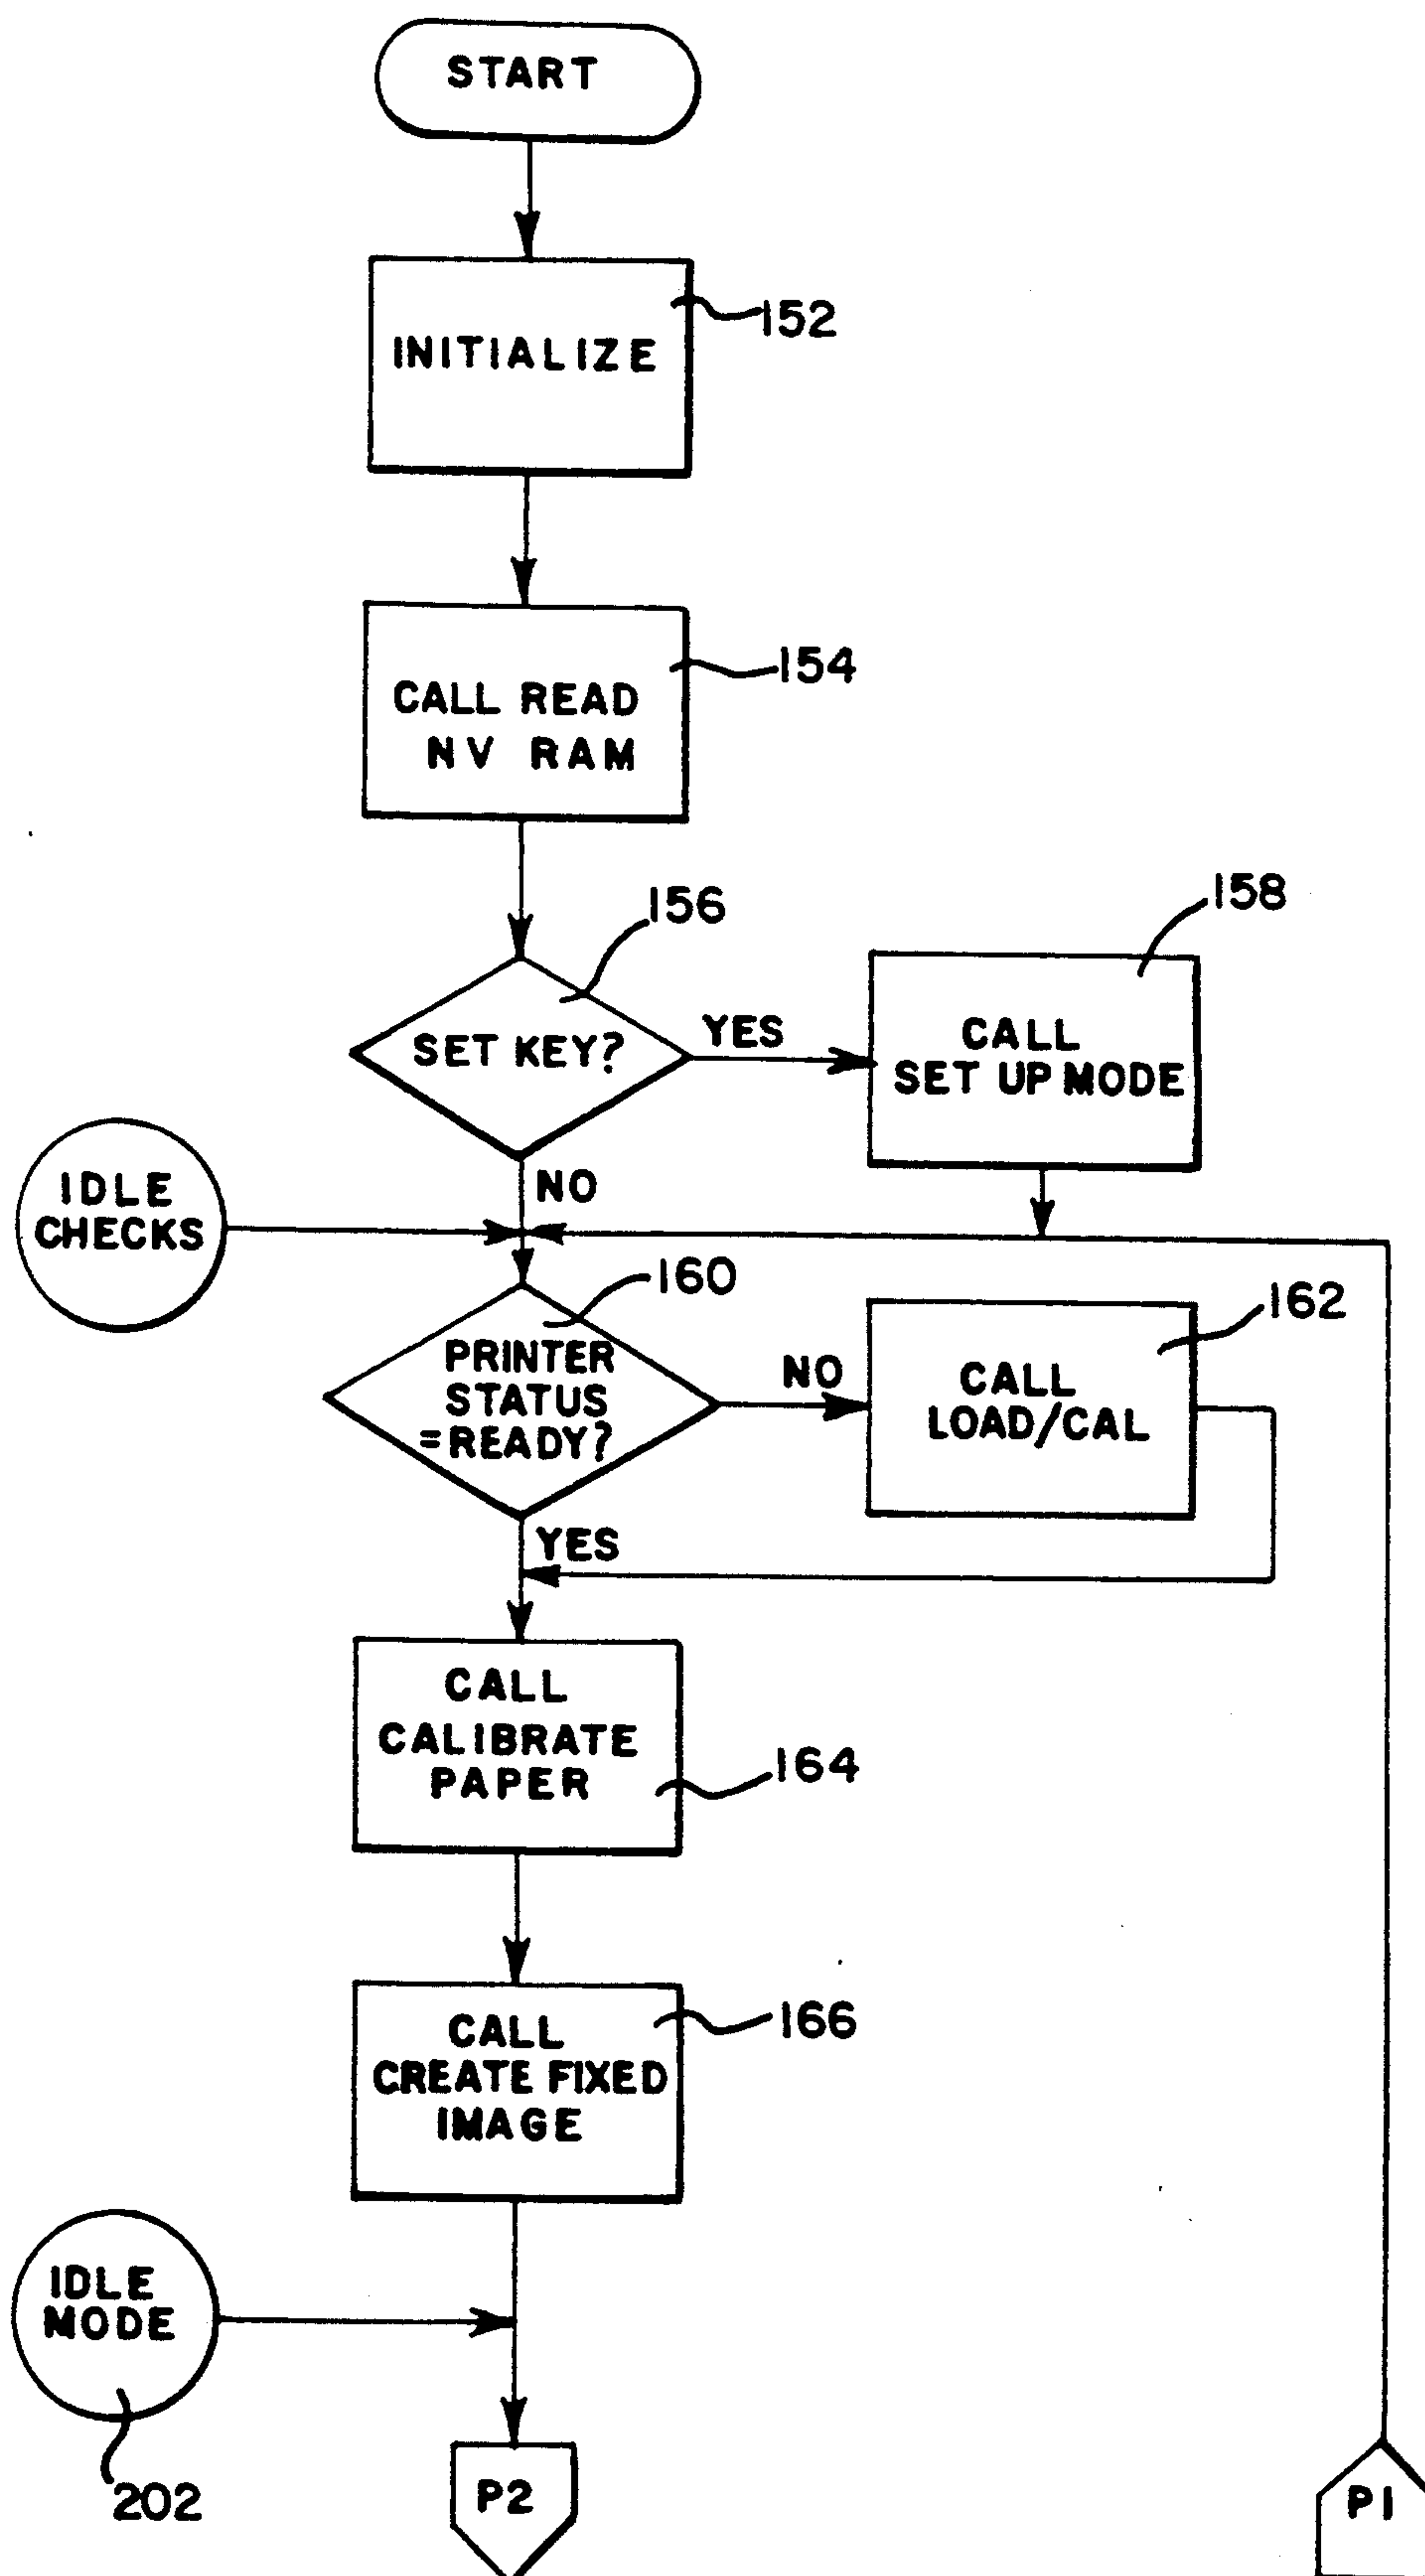 START
INITIALIZE
152
CALL READ
NV RAM
154
156
SET KEY?
YES
158
CALL
SET UP MODE
NO
IDLE
CHECKS
160
PRINTER
STATUS
=READY?
NO
162
CALL
LOAD/CAL
YES
CALL
CALIBRATE
PAPER
164
CALL
CREATE FIXED
IMAGE
166
IDLE
MODE
202
P2
P1